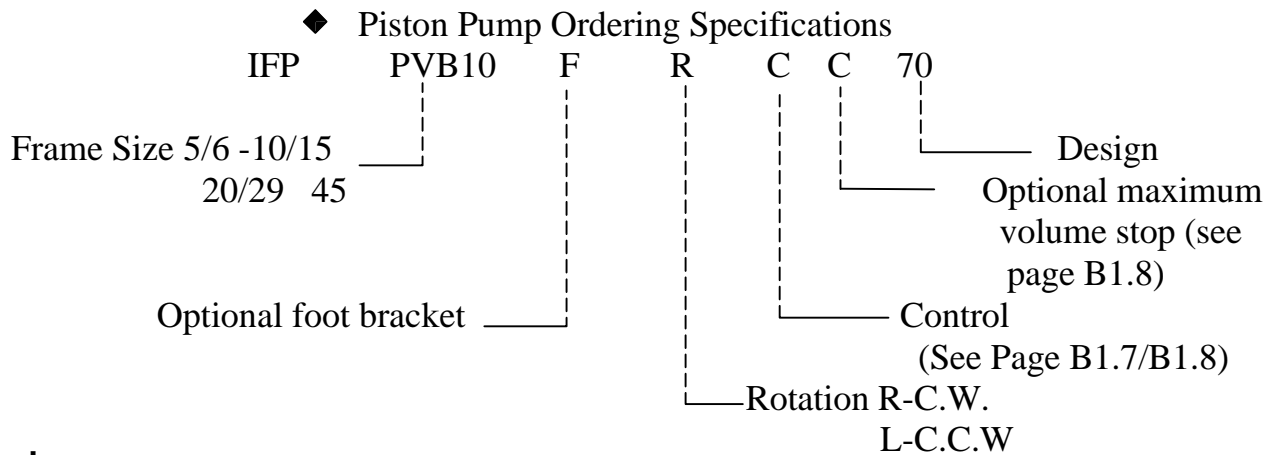 ◆ Piston Pump Ordering Specifications
IFP PVB10 F R C C 70
Frame Size 5/6 -10/15
20/29 45
Design
Optional maximum
volume stop (see
page B1.8)
Optional foot bracket
Control
(See Page B1.7/B1.8)
Rotation R-C.W.
L-C.C.W